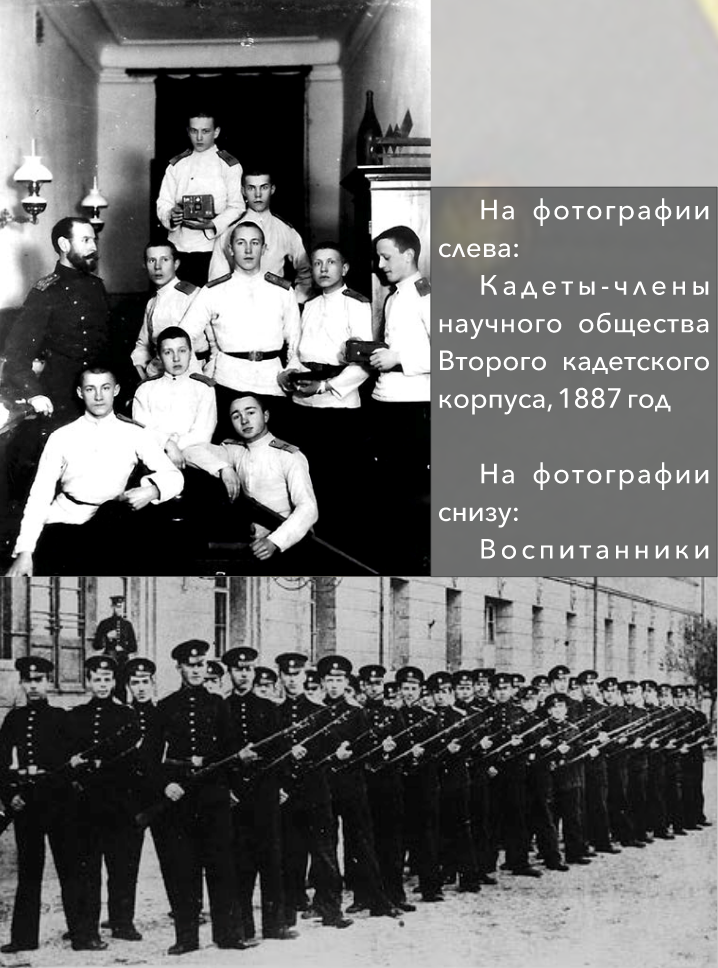 На фотографии
слева:
Кадеты-члены
научного общества
Второго кадетского
корпуса, 1887 год
На фотографии
снизу:
Воспитанники